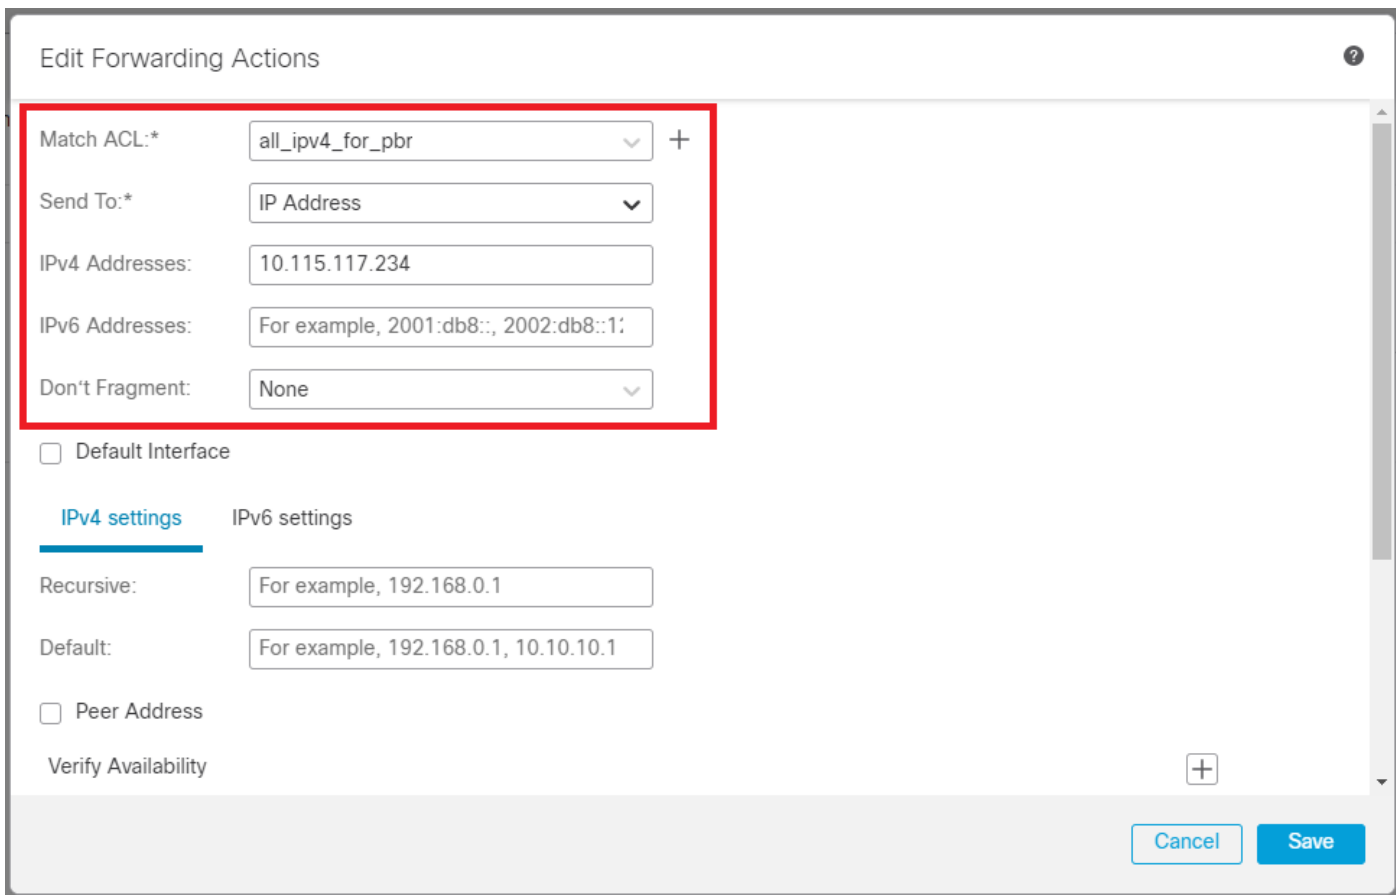 Edit Forwarding Actions
Match ACL:* all_ipv4_for_pbr
Send To:* IP Address
IPv4 Addresses: 10.115.117.234
IPv6 Addresses: For example, 2001:db8::, 2002:db8::12
Don't Fragment: None
Default Interface
IPv4 settings IPv6 settings
Recursive: For example, 192.168.0.1
Default: For example, 192.168.0.1, 10.10.10.1
Peer Address
Verify Availability
Cancel Save